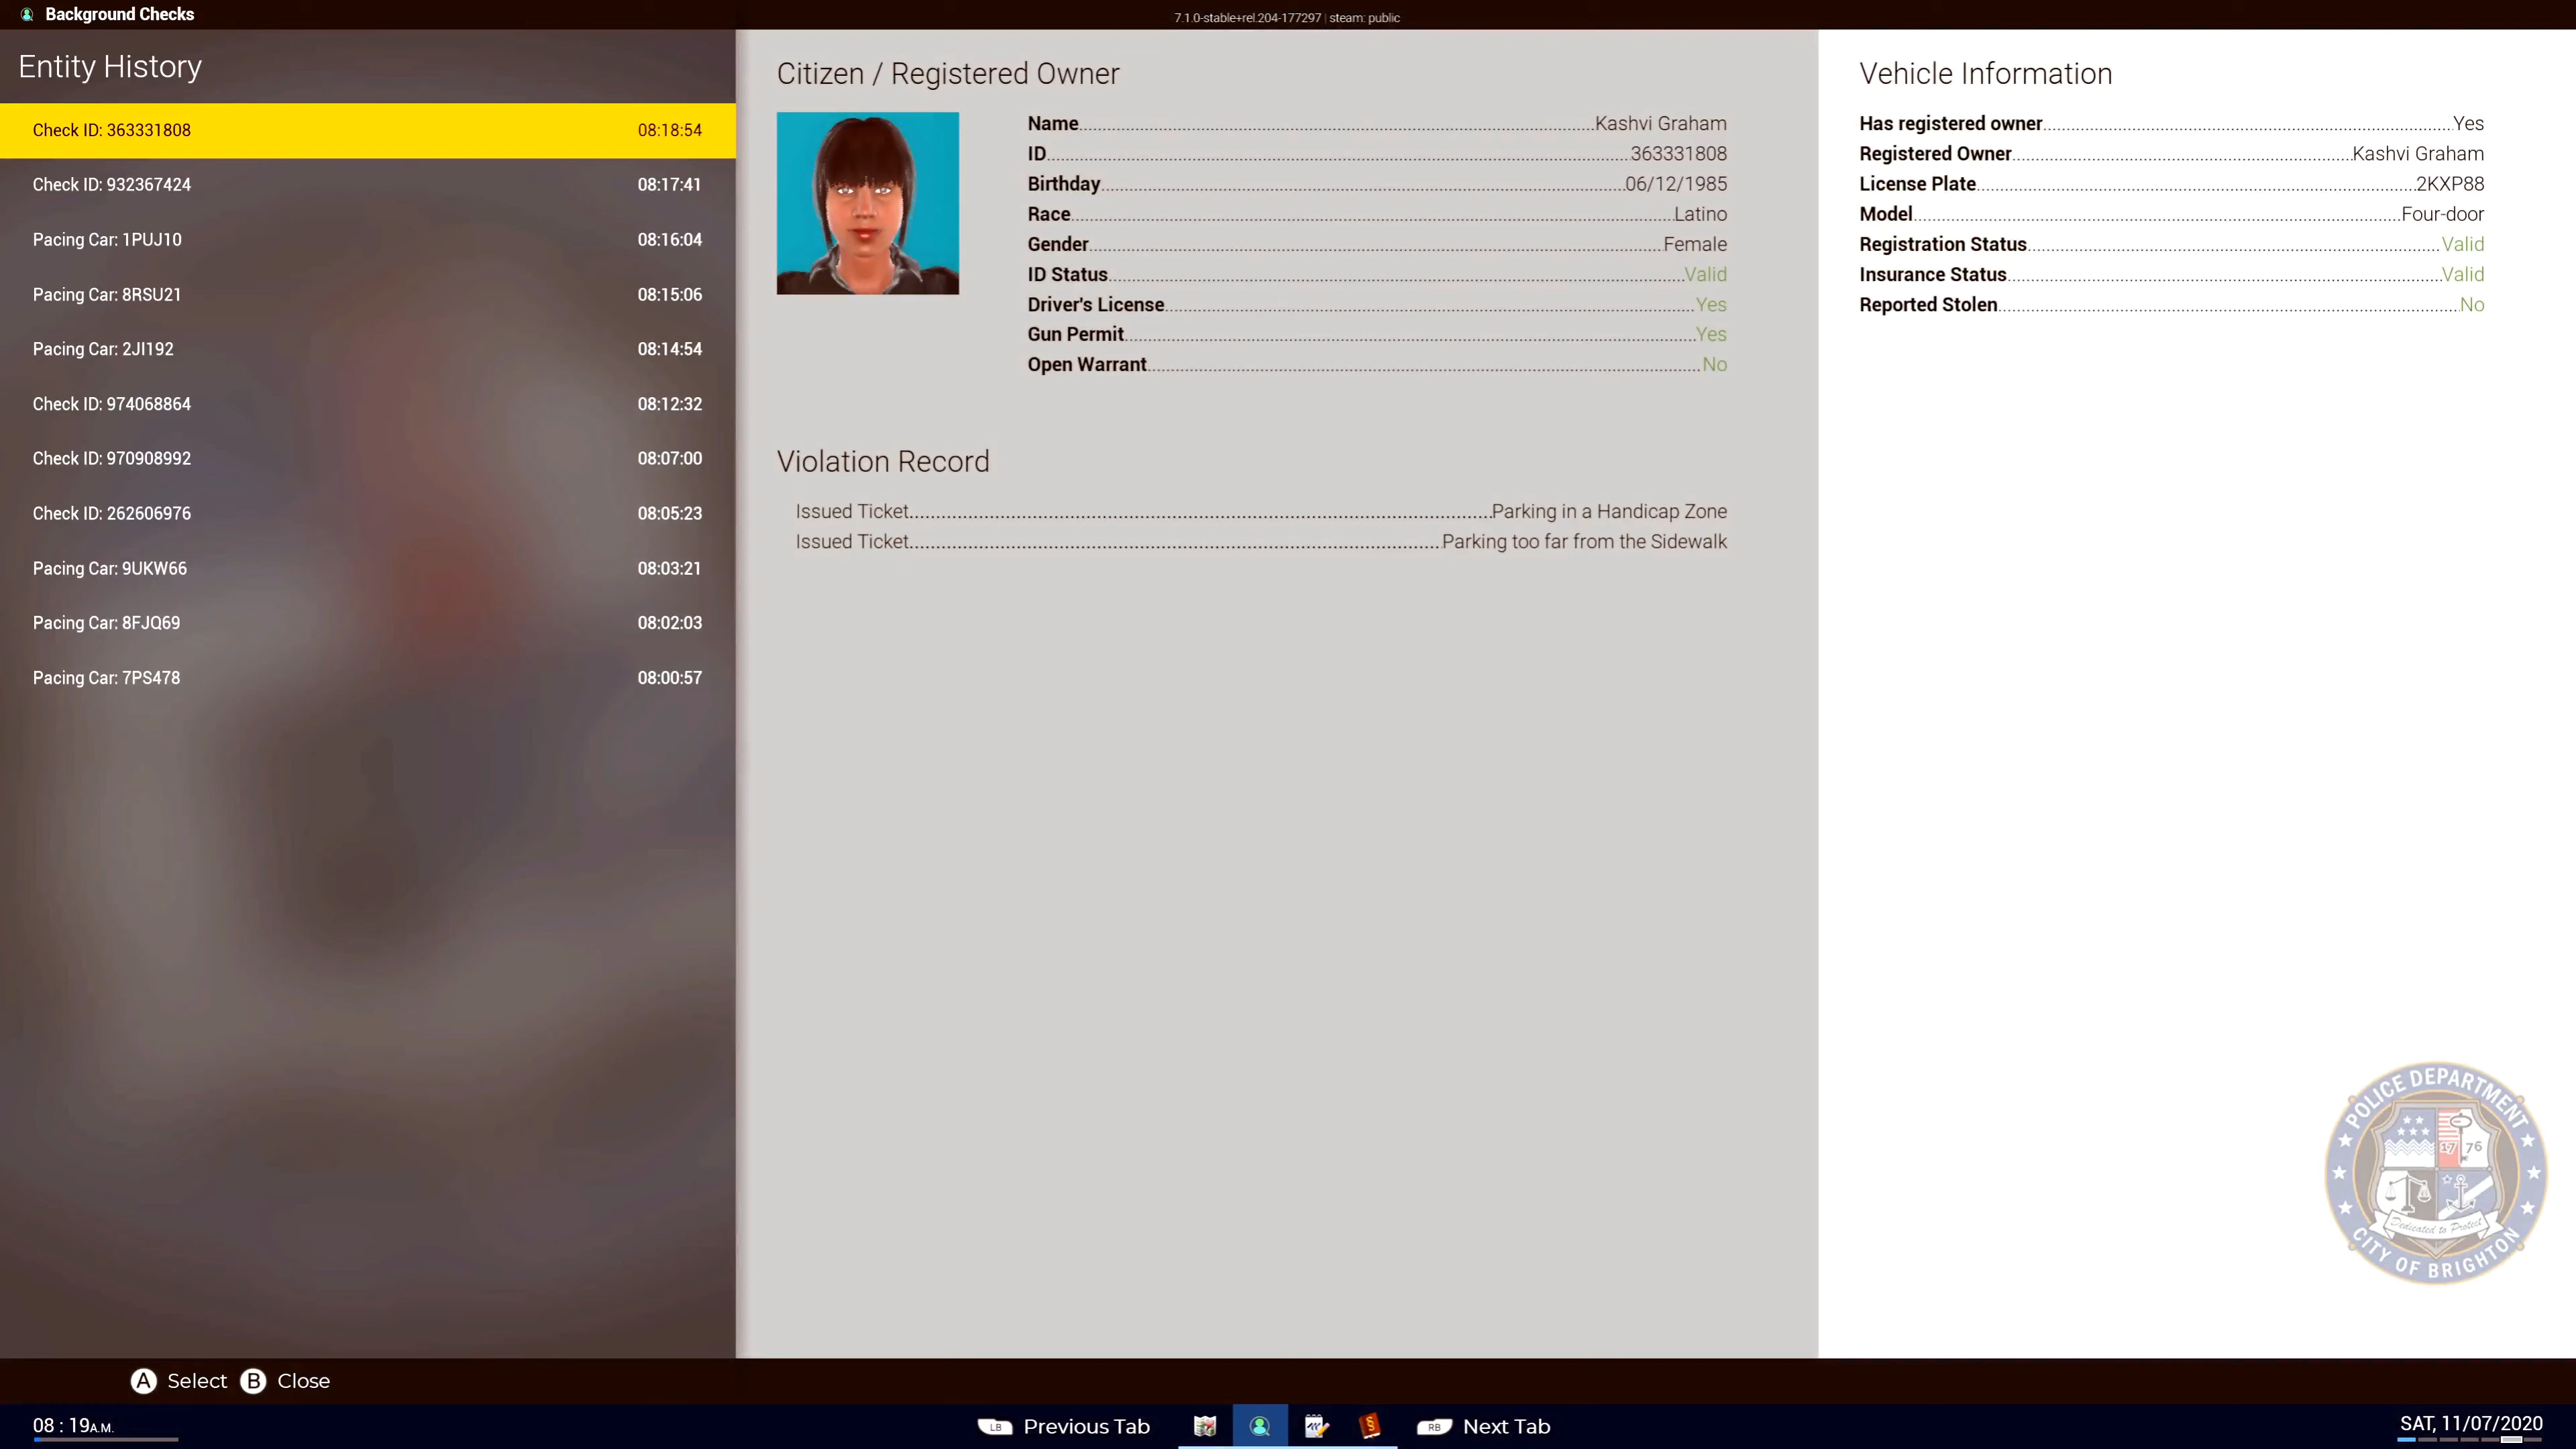 Background Checks
7.1.0-stable+rel.204-177297 | steam: public
Entity History
Check ID: 363331808 08:18:54
Check ID: 932367424 08:17:41
Pacing Car: 1PUJ10 08:16:04
Pacing Car: 8RSU21 08:15:06
Pacing Car: 2JI192 08:14:54
Check ID: 974068864 08:12:32
Check ID: 970908992 08:07:00
Check ID: 262606976 08:05:23
Pacing Car: 9UKW66 08:03:21
Pacing Car: 8FJQ69 08:02:03
Pacing Car: 7PS478 08:00:57
Citizen / Registered Owner
Name Kashvi Graham
ID 363331808
Birthday 06/12/1985
Race Latino
Gender Female
ID Status Valid
Driver's License Yes
Gun Permit Yes
Open Warrant No
Violation Record
Issued Ticket Parking in a Handicap Zone
Issued Ticket Parking too far from the Sidewalk
Vehicle Information
Has registered owner Yes
Registered Owner Kashvi Graham
License Plate 2KXP88
Model Four-door
Registration Status Valid
Insurance Status Valid
Reported Stolen No
POLICE DEPARTMENT
17 76
Dedicated to Protect
CITY OF BRIGHTON
A Select B Close
08 : 19 A.M.
LB Previous Tab
RB Next Tab
SAT, 11/07/2020